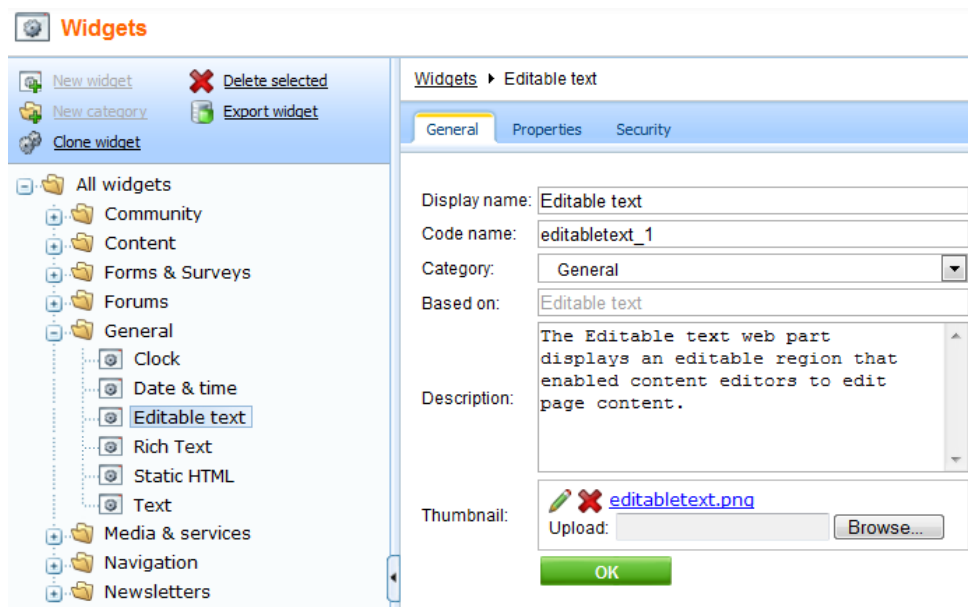 Widgets
New widget
Delete selected
New category
Export widget
Clone widget
All widgets
Community
Content
Forms & Surveys
Forums
General
Clock
Date & time
Editable text
Rich Text
Static HTML
Text
Media & services
Navigation
Newsletters
Widgets Editable text
General Properties Security
Display name: Editable text
Code name: editabletext_1
Category: General
Based on: Editable text
Description:
The Editable text web part
displays an editable region that
enabled content editors to edit
page content.
Thumbnail:
editabletext.png
Upload: Browse...
OK